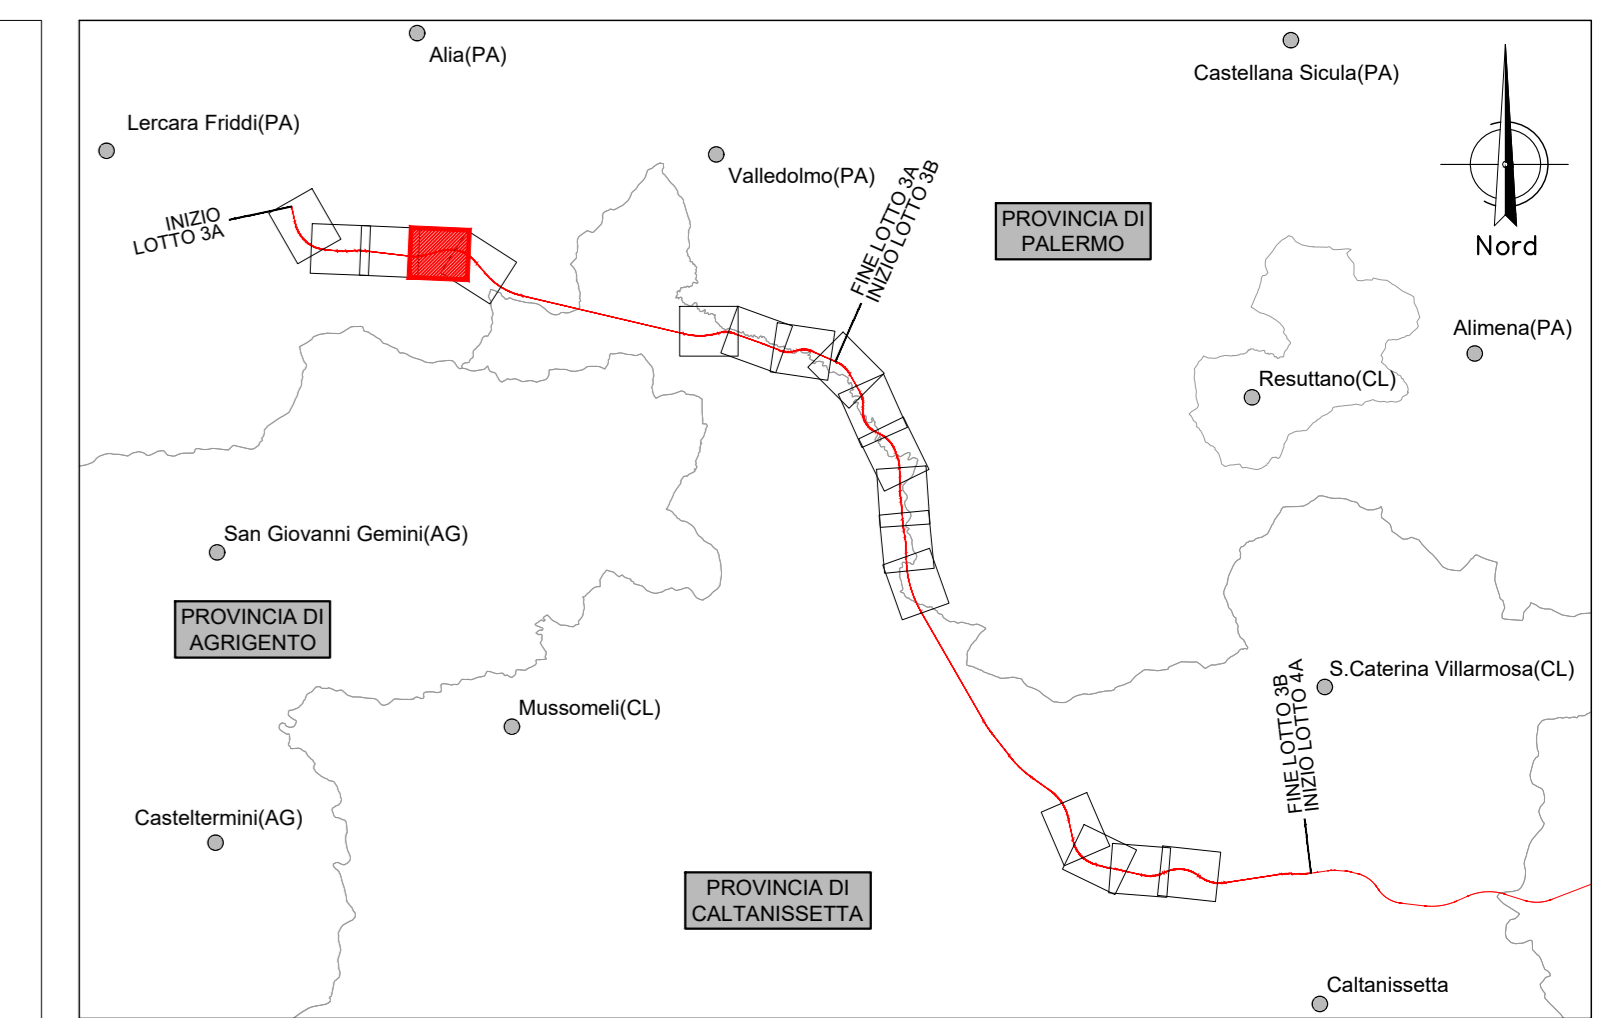 Alia(PA)
Castellana Sicula(PA)
Lercara Friddi(PA)
Valledolmo(PA)
INIZIO
LOTTO 3A
FINE LOTTO 3A
INIZIO LOTTO 3B
PROVINCIA DI
PALERMO
Nord
Alimena(PA)
Resuttano(CL)
San Giovanni Gemini(AG)
PROVINCIA DI
AGRIGENTO
S.Caterina Villarmosa(CL)
FINE LOTTO 3B
INIZIO LOTTO 4A
Mussomeli(CL)
Casteltermini(AG)
PROVINCIA DI
CALTANISSETTA
Caltanissetta